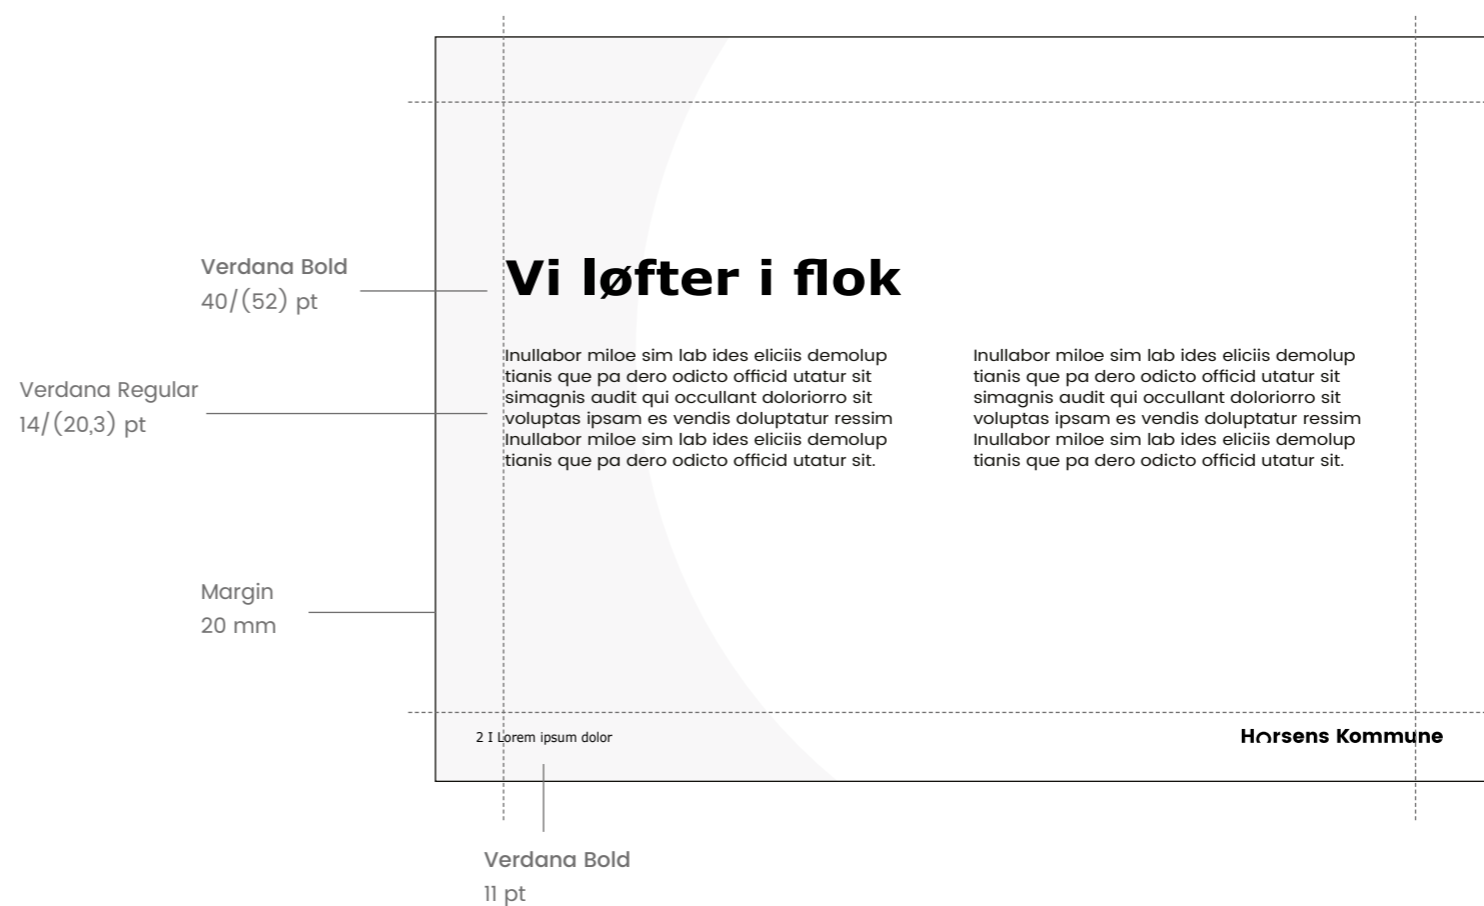 Verdana Bold
40/(52) pt
Vi løfter i flok
Verdana Regular
14/(20,3) pt
Inullabor miloe sim lab ides eliciis demolup
tianis que pa dero odicto officid utatur sit
simagnis audit qui occullant doloriorro sit
voluptas ipsam es vendis doluptatur ressim
Inullabor miloe sim lab ides eliciis demolup
tianis que pa dero odicto officid utatur sit.
Inullabor miloe sim lab ides eliciis demolup
tianis que pa dero odicto officid utatur sit
simagnis audit qui occullant doloriorro sit
voluptas ipsam es vendis doluptatur ressim
Inullabor miloe sim lab ides eliciis demolup
tianis que pa dero odicto officid utatur sit.
Margin
20 mm
2 I Lorem ipsum dolor
Horsens Kommune
Verdana Bold
11 pt